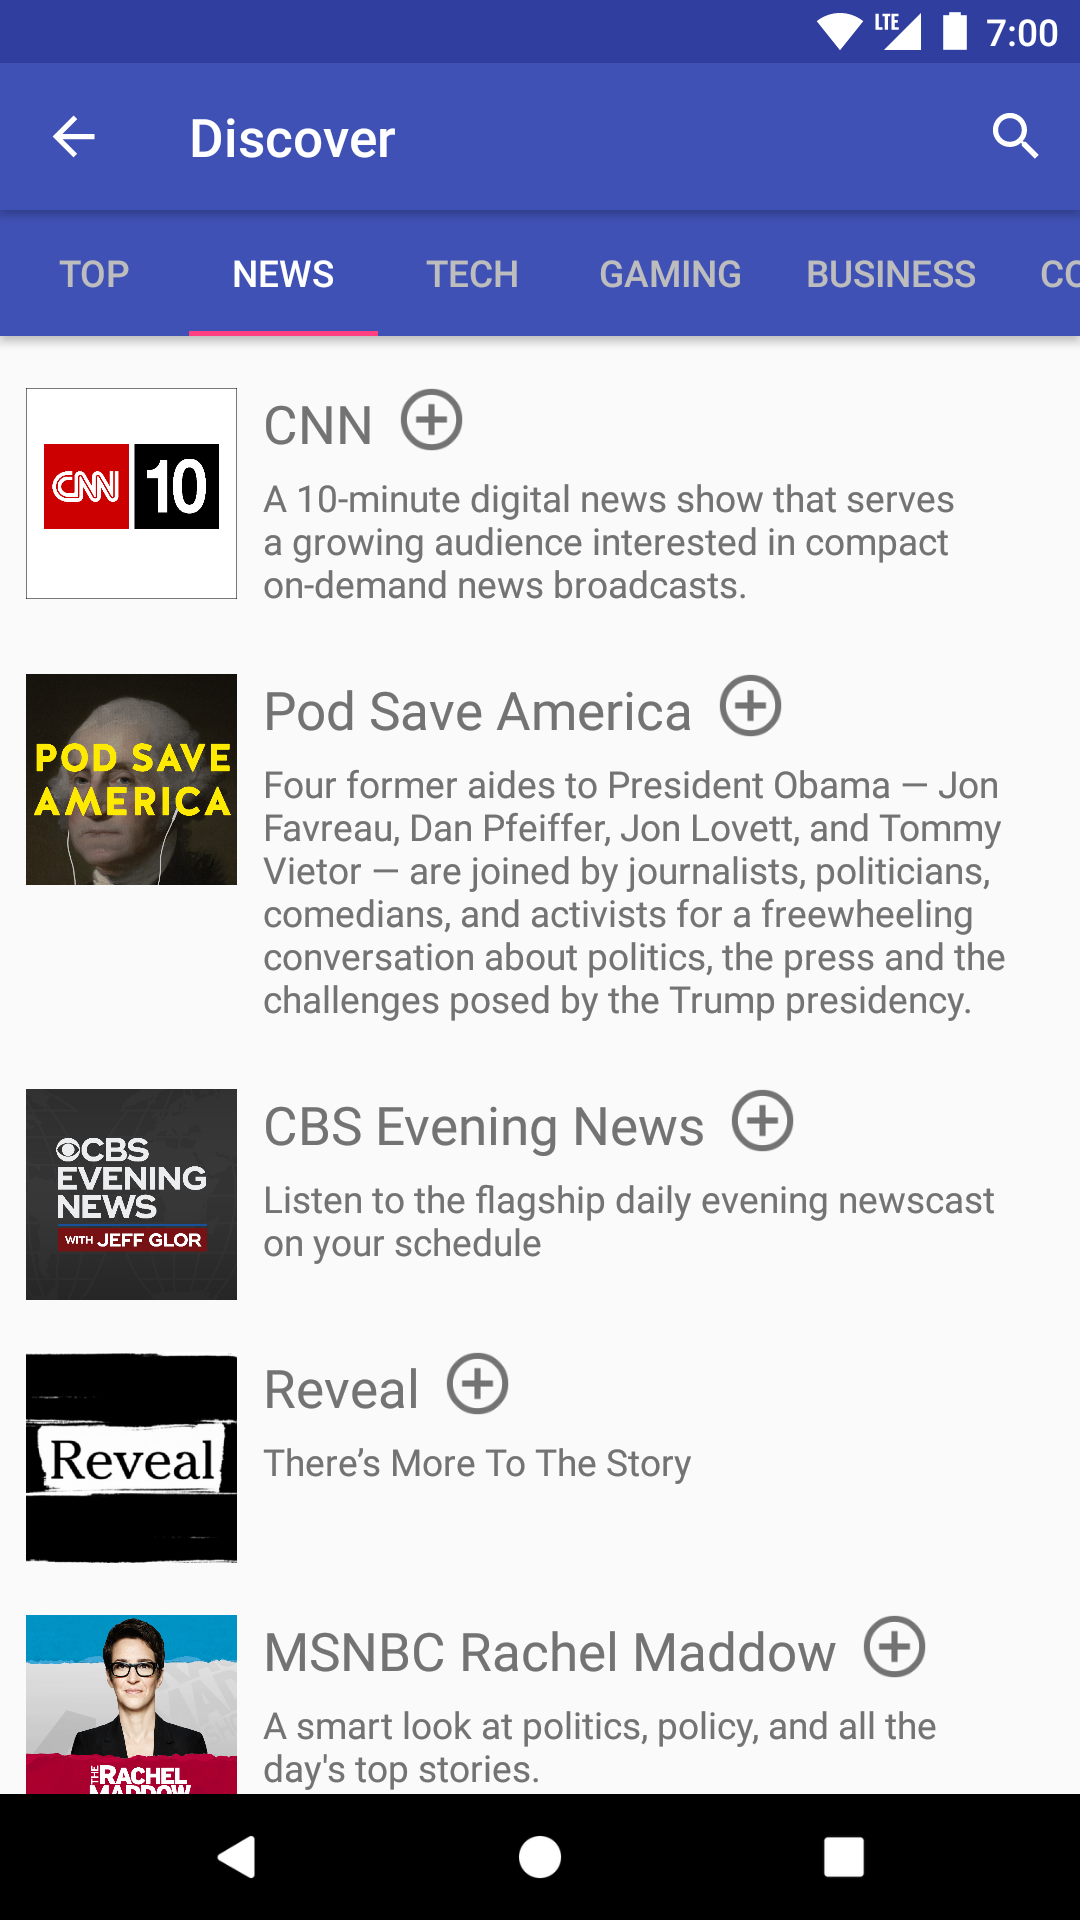 LTE 7:00
Discover
TOP NEWS TECH GAMING BUSINESS CO
CNN
CNN 10
A 10-minute digital news show that serves
a growing audience interested in compact
on-demand news broadcasts.
Pod Save America
POD SAVE
AMERICA
Four former aides to President Obama — Jon
Favreau, Dan Pfeiffer, Jon Lovett, and Tommy
Vietor — are joined by journalists, politicians,
comedians, and activists for a freewheeling
conversation about politics, the press and the
challenges posed by the Trump presidency.
CBS Evening News
CBS
EVENING
NEWS
WITH JEFF GLOR
Listen to the flagship daily evening newscast
on your schedule
Reveal
Reveal
There’s More To The Story
MSNBC Rachel Maddow
THE RACHEL
MADDOW
A smart look at politics, policy, and all the
day's top stories.